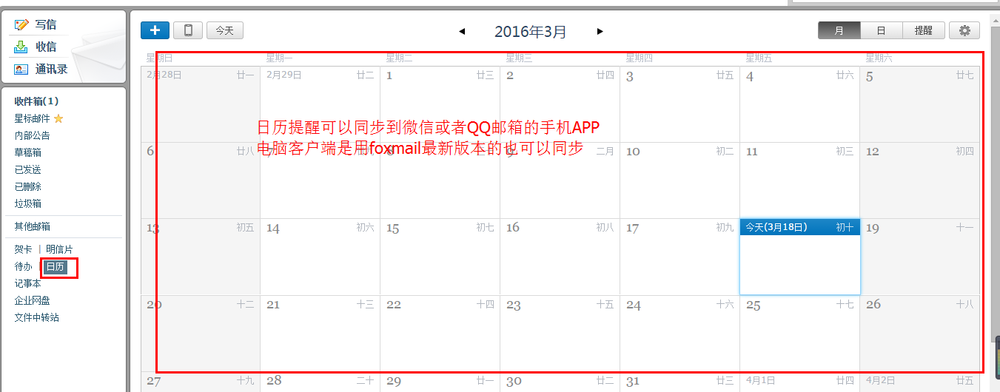 写信
收信
通讯录
收件箱(1)
星标邮件
内部公告
草稿箱
已发送
已删除
垃圾箱
其他邮箱
贺卡 | 明信片
待办 | 日历
记事本
企业网盘
文件中转站
今天
2016年3月
月 日 提醒
星期日 星期一 星期二 星期三 星期四 星期五 星期六
2月28日 廿一 2月29日 廿二 1 廿三 2 廿四 3 廿五 4 廿六 5 廿七
日历提醒可以同步到微信或者QQ邮箱的手机APP
电脑客户端是用foxmail最新版本的也可以同步
6 廿八 7 8 9 二月 10 初二 11 初三 12 初四
13 初五 14 初六 15 初七 16 初八 17 初九 今天(3月18日) 初十 19 十一
20 十二 21 十三 22 十四 23 十五 24 十六 25 十七 26 十八
27 十九 28 二十 29 廿一 30 廿二 31 廿三 4月1日 廿四 4月2日 廿五